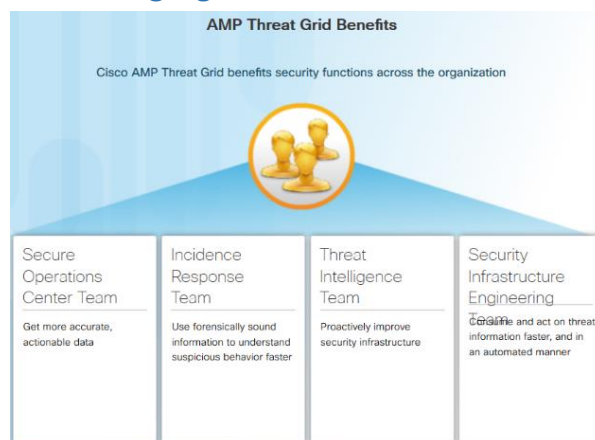 AMP Threat Grid Benefits
Cisco AMP Threat Grid benefits security functions across the organization
Secure
Operations
Center Team
Get more accurate,
actionable data
Incidence
Response
Team
Use forensically sound
information to understand
suspicious behavior faster
Threat
Intelligence
Team
Proactively improve
security infrastructure
Security
Infrastructure
Engineering
Team
Consume and act on threat
information faster, and in
an automated manner